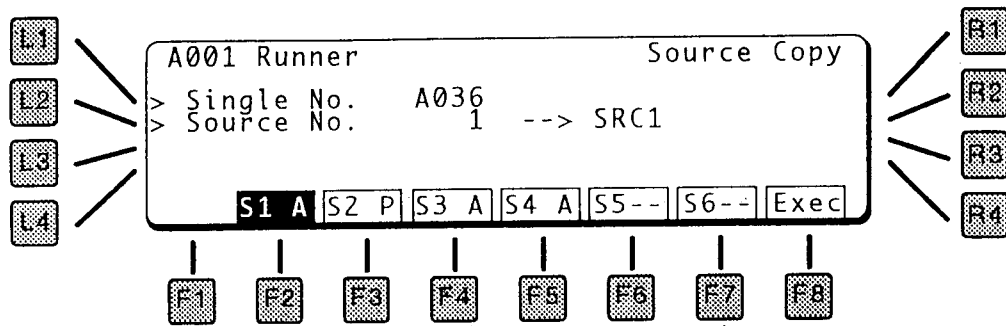 A001 Runner Source Copy
> Single No. A036
> Source No. 1 --> SRC1
S1 A S2 P S3 A S4 A S5-- S6-- Exec
L1
L2
L3
L4
R1
R2
R3
R4
F1 F2 F3 F4 F5 F6 F7 F8